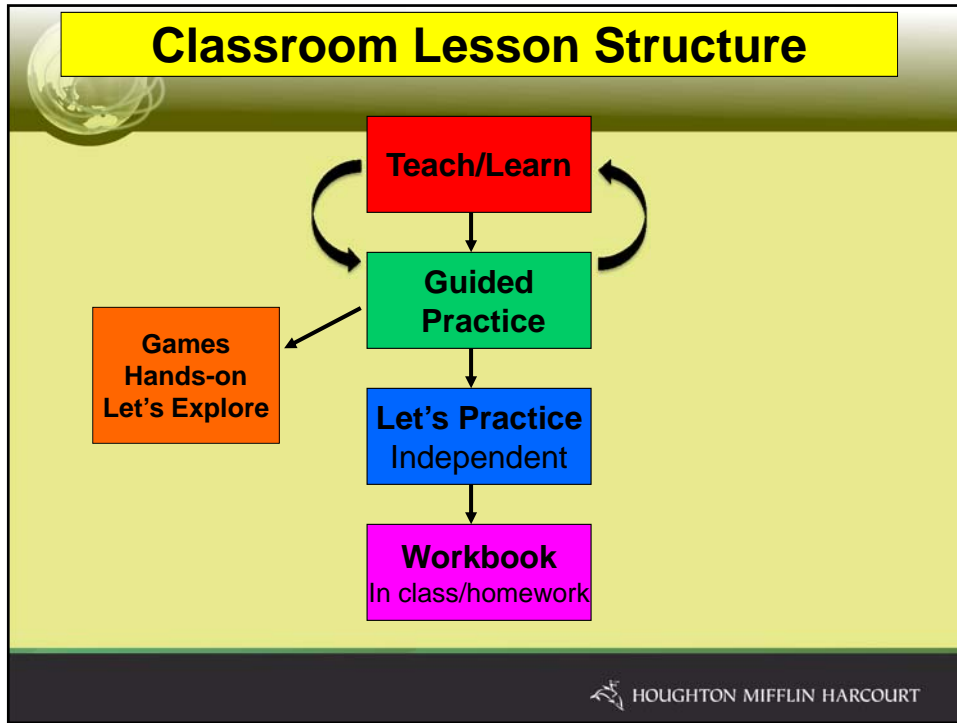 Classroom Lesson Structure
Teach/Learn
Guided
Practice
Games
Hands-on
Let's Explore
Let's Practice
Independent
Workbook
In class/homework
HOUGHTON MIFFLIN HARCOURT